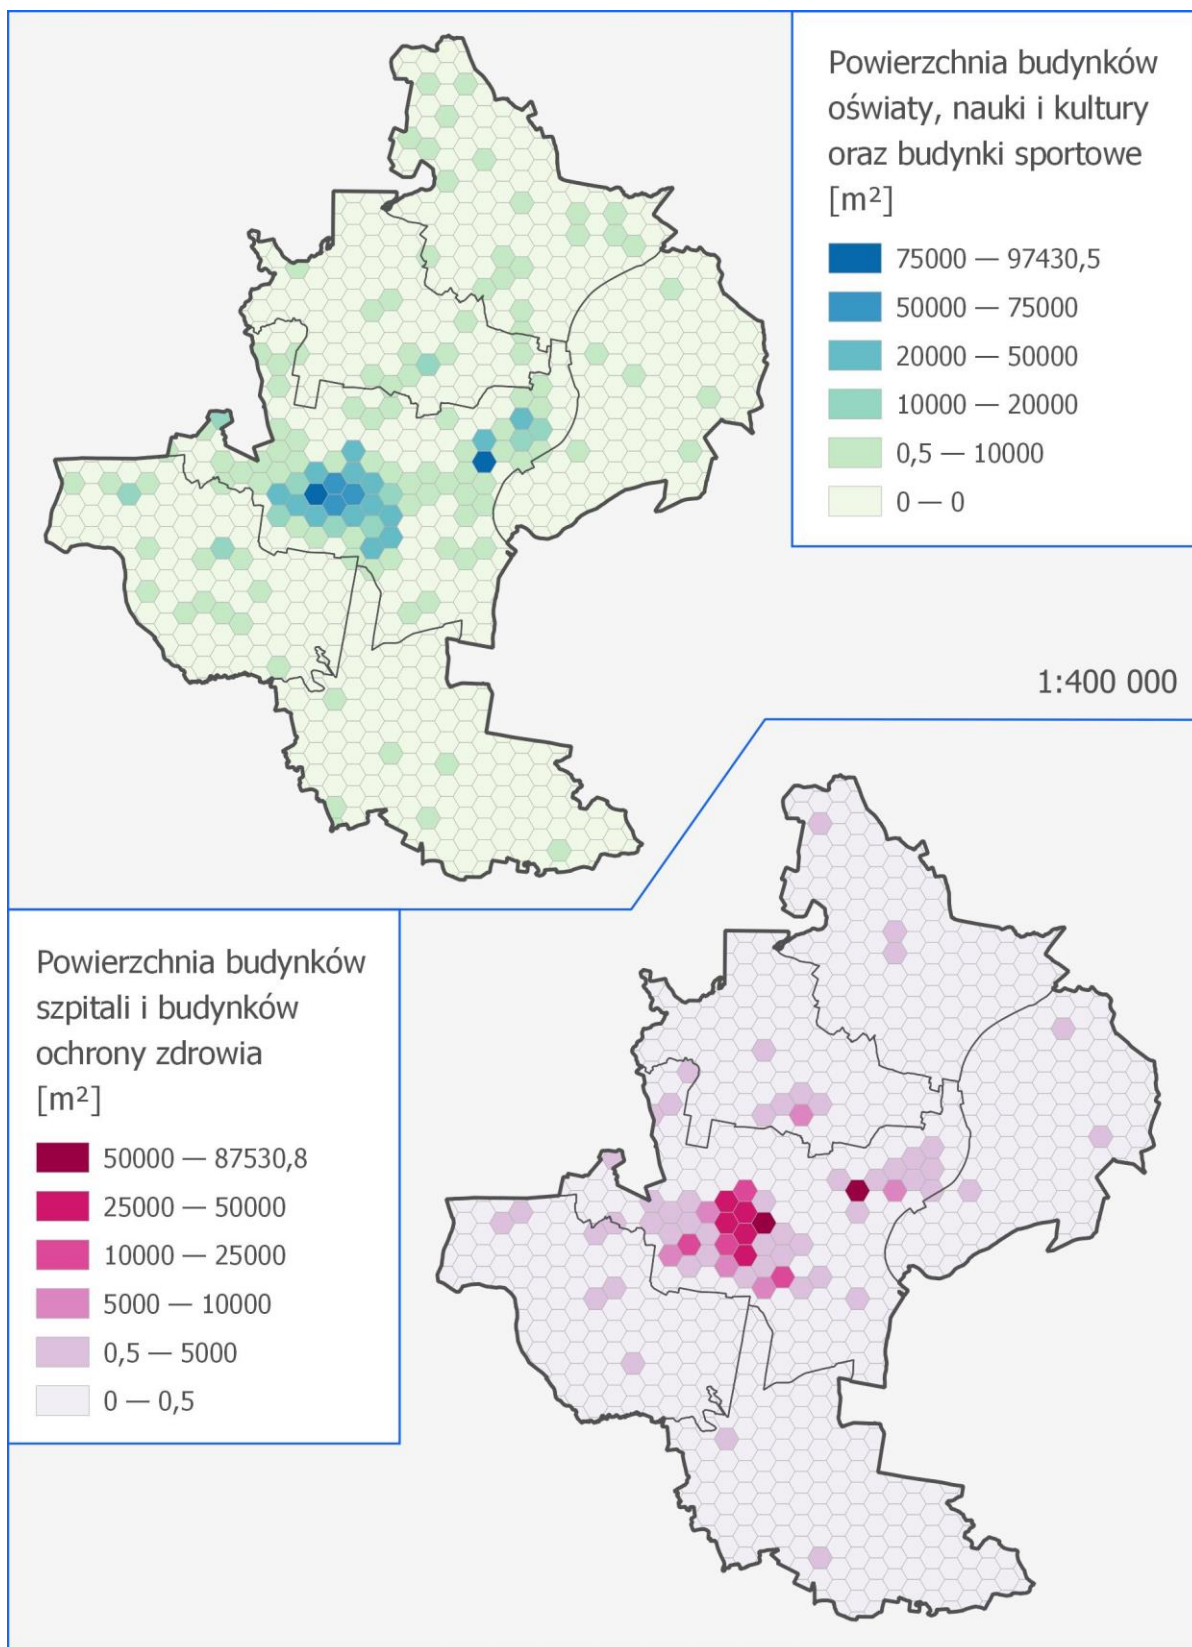 Powierzchnia budynków
oświaty, nauki i kultury
oraz budynki sportowe
[m²]
75000 — 97430,5
50000 — 75000
20000 — 50000
10000 — 20000
0,5 — 10000
0 — 0
1:400 000
Powierzchnia budynków
szpitali i budynków
ochrony zdrowia
[m²]
50000 — 87530,8
25000 — 50000
10000 — 25000
5000 — 10000
0,5 — 5000
0 — 0,5